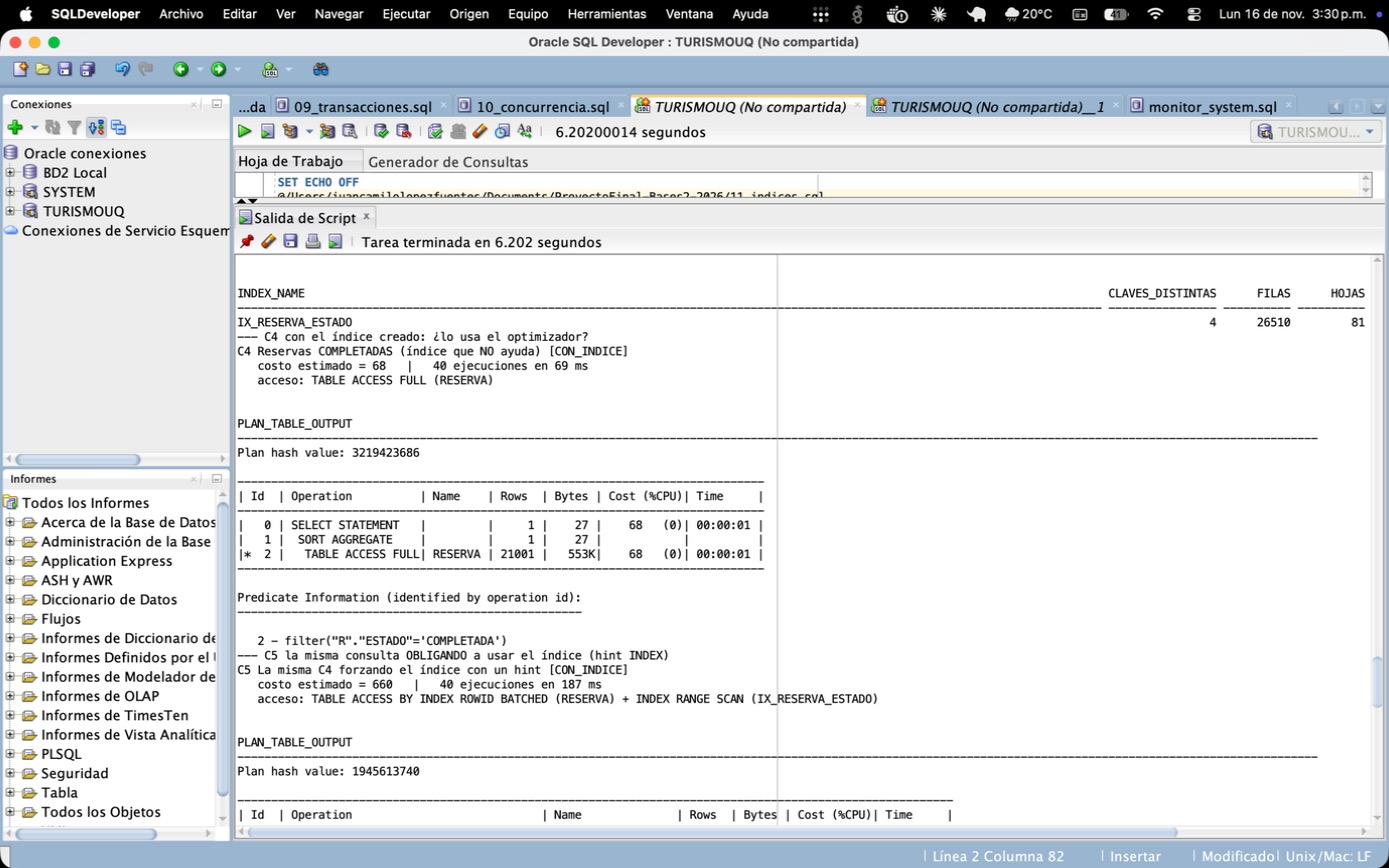 SQLDeveloper Archivo Editar Ver Navegar Ejecutar Origen Equipo Herramientas Ventana Ayuda 20°C 41 Lun 16 de nov. 3:30 p.m.
Oracle SQL Developer : TURISMOUQ (No compartida)
Conexiones
...da 09_transacciones.sql 10_concurrencia.sql TURISMOUQ (No compartida) TURISMOUQ (No compartida)__1 monitor_system.sql
6.20200014 segundos TURISMOU...
Oracle conexiones
BD2 Local
SYSTEM
TURISMOUQ
Conexiones de Servicio Esquem
Hoja de Trabajo Generador de Consultas
SET ECHO OFF
@/Users/juancamilolopezfuentes/Documents/ProyectoFinal-Bases2-2026/11_indices.sql
Salida de Script
Tarea terminada en 6.202 segundos
INDEX_NAME CLAVES_DISTINTAS FILAS HOJAS
IX_RESERVA_ESTADO 4 26510 81
--- C4 con el índice creado: ¿lo usa el optimizador?
C4 Reservas COMPLETADAS (índice que NO ayuda) [CON_INDICE]
costo estimado = 68 | 40 ejecuciones en 69 ms
acceso: TABLE ACCESS FULL (RESERVA)
PLAN_TABLE_OUTPUT
Plan hash value: 3219423686
| Id | Operation | Name | Rows | Bytes | Cost (%CPU)| Time |
| 0 | SELECT STATEMENT | | 1 | 27 | 68 (0)| 00:00:01 |
| 1 | SORT AGGREGATE | | 1 | 27 | | |
|* 2 | TABLE ACCESS FULL| RESERVA | 21001 | 553K| 68 (0)| 00:00:01 |
Predicate Information (identified by operation id):
2 - filter("R"."ESTADO"='COMPLETADA')
--- C5 la misma consulta OBLIGANDO a usar el índice (hint INDEX)
C5 La misma C4 forzando el índice con un hint [CON_INDICE]
costo estimado = 660 | 40 ejecuciones en 187 ms
acceso: TABLE ACCESS BY INDEX ROWID BATCHED (RESERVA) + INDEX RANGE SCAN (IX_RESERVA_ESTADO)
PLAN_TABLE_OUTPUT
Plan hash value: 1945613740
| Id | Operation | Name | Rows | Bytes | Cost (%CPU)| Time |
Informes
Todos los Informes
Acerca de la Base de Datos
Administración de la Base
Application Express
ASH y AWR
Diccionario de Datos
Flujos
Informes de Diccionario de
Informes Definidos por el
Informes de Modelador de
Informes de OLAP
Informes de TimesTen
Informes de Vista Analítica
PLSQL
Seguridad
Tabla
Todos los Objetos
Línea 2 Columna 82 Insertar Modificado Unix/Mac: LF